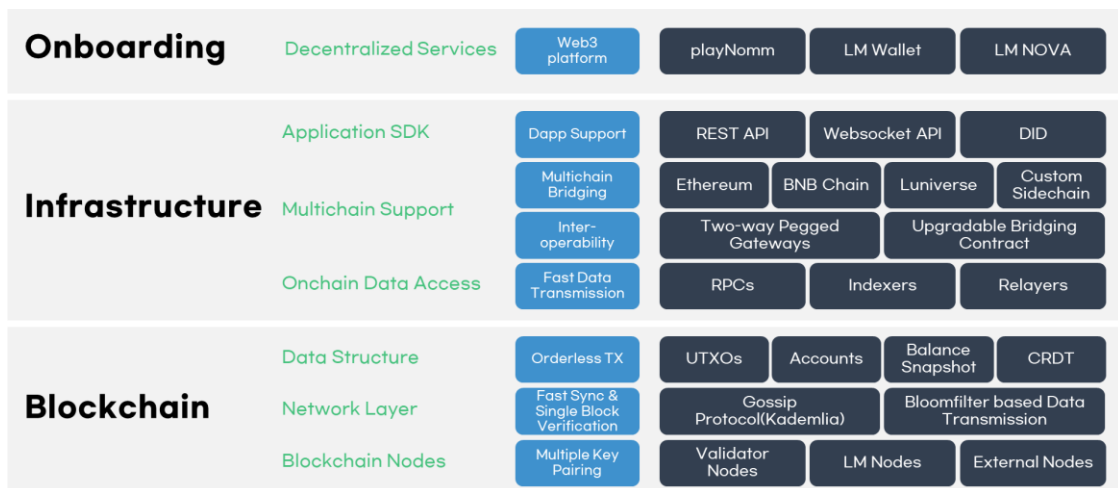 Onboarding
Decentralized Services
Web3
platform
playNomm
LM Wallet
LM NOVA
Infrastructure
Application SDK
Dapp Support
REST API
Websocket API
DID
Multichain Support
Multichain
Bridging
Ethereum
BNB Chain
Luniverse
Custom
Sidechain
Inter-
operability
Two-way Pegged
Gateways
Upgradable Bridging
Contract
Onchain Data Access
Fast Data
Transmission
RPCs
Indexers
Relayers
Blockchain
Data Structure
Orderless TX
UTXOs
Accounts
Balance
Snapshot
CRDT
Network Layer
Fast Sync &
Single Block
Verification
Gossip
Protocol(Kademlia)
Bloomfilter based Data
Transmission
Blockchain Nodes
Multiple Key
Pairing
Validator
Nodes
LM Nodes
External Nodes